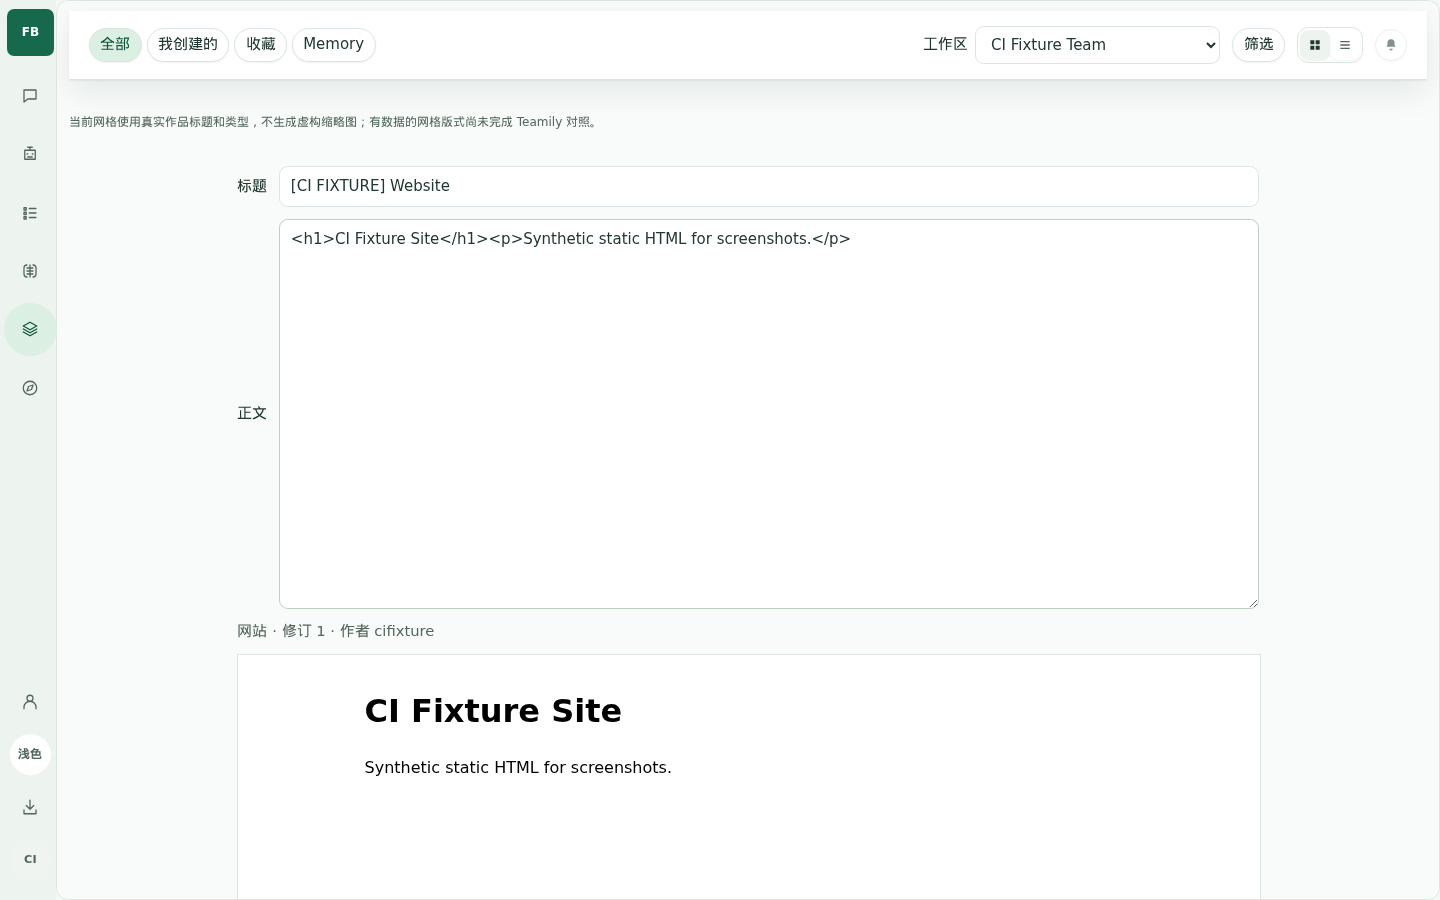 FB
全部 我创建的 收藏 Memory 工作区 CI Fixture Team 筛选
当前网格使用真实作品标题和类型，不生成虚构缩略图；有数据的网格版式尚未完成 Teamily 对照。
标题 [CI FIXTURE] Website
<h1>CI Fixture Site</h1><p>Synthetic static HTML for screenshots.</p>
正文
网站 · 修订 1 · 作者 cifixture
CI Fixture Site
Synthetic static HTML for screenshots.
浅色
CI